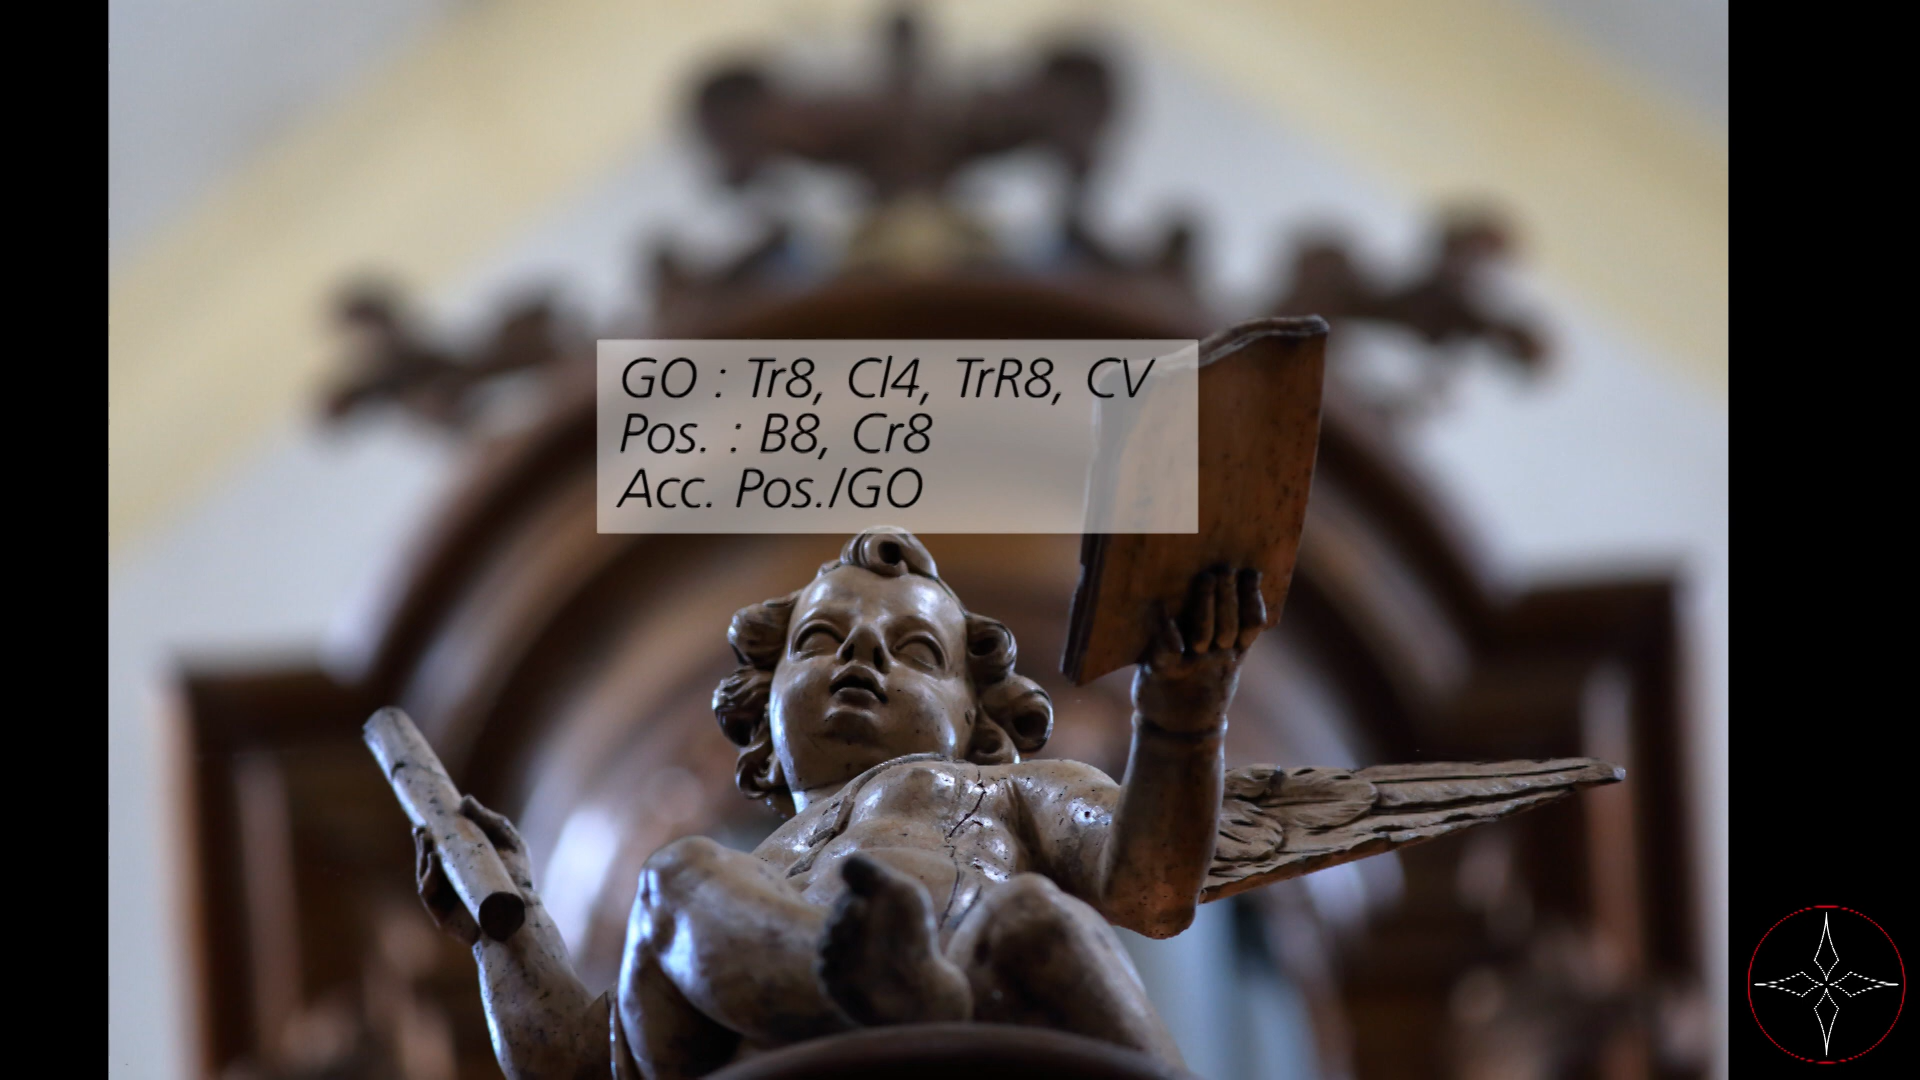 GO : Tr8, Cl4, TrR8, CV
Pos. : B8, Cr8
Acc. Pos./GO